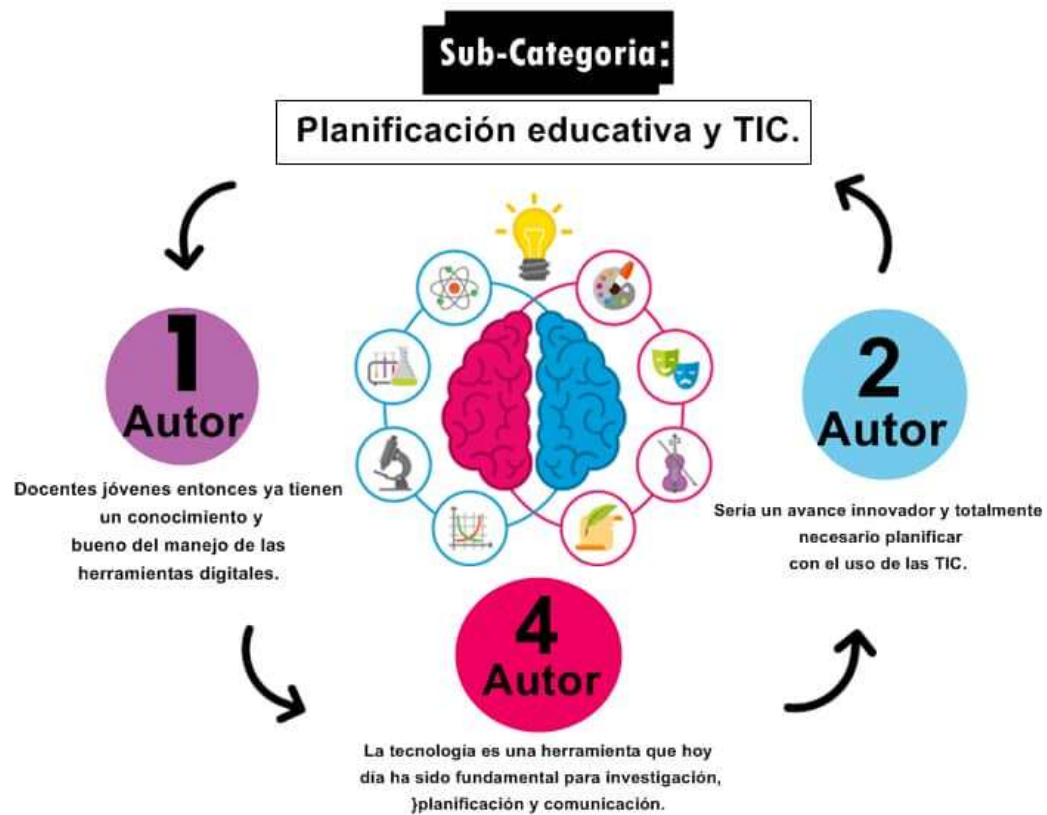 Sub-Categoria:
Planificación educativa y TIC.
1
Autor
Docentes jóvenes entonces ya tienen
un conocimiento y
bueno del manejo de las
herramientas digitales.
2
Autor
Seria un avance innovador y totalmente
necesario planificar
con el uso de las TIC.
4
Autor
La tecnología es una herramienta que hoy
día ha sido fundamental para investigación,
}planificación y comunicación.